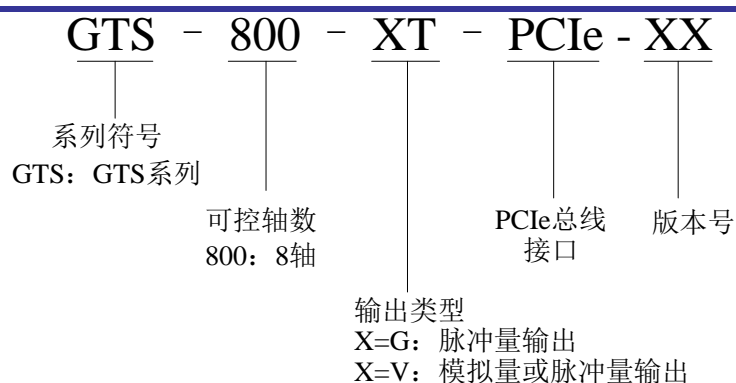 GTS - 800 - XT - PCIe - XX
系列符号
GTS：GTS系列
可控轴数
800：8轴
PCIe总线
接口
版本号
输出类型
X=G：脉冲量输出
X=V：模拟量或脉冲量输出